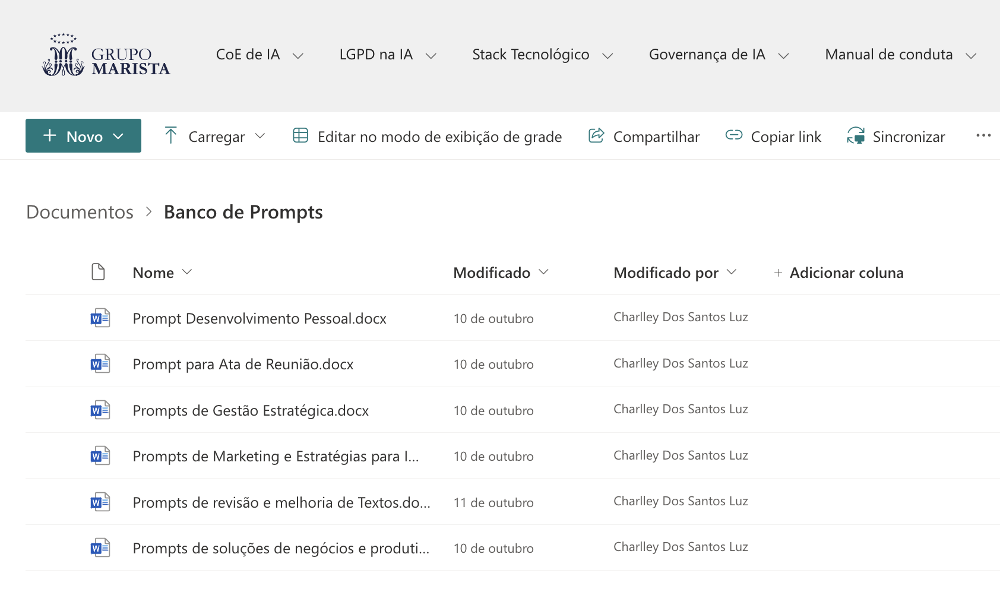 GRUPO
MARISTA
CoE de IA
LGPD na IA
Stack Tecnológico
Governança de IA
Manual de conduta
Novo
Carregar
Editar no modo de exibição de grade
Compartilhar
Copiar link
Sincronizar
...
Documentos > Banco de Prompts
Nome Modificado Modificado por + Adicionar coluna
Prompt Desenvolvimento Pessoal.docx 10 de outubro Charlley Dos Santos Luz
Prompt para Ata de Reunião.docx 10 de outubro Charlley Dos Santos Luz
Prompts de Gestão Estratégica.docx 10 de outubro Charlley Dos Santos Luz
Prompts de Marketing e Estratégias para I... 10 de outubro Charlley Dos Santos Luz
Prompts de revisão e melhoria de Textos.do... 11 de outubro Charlley Dos Santos Luz
Prompts de soluções de negócios e produti... 10 de outubro Charlley Dos Santos Luz